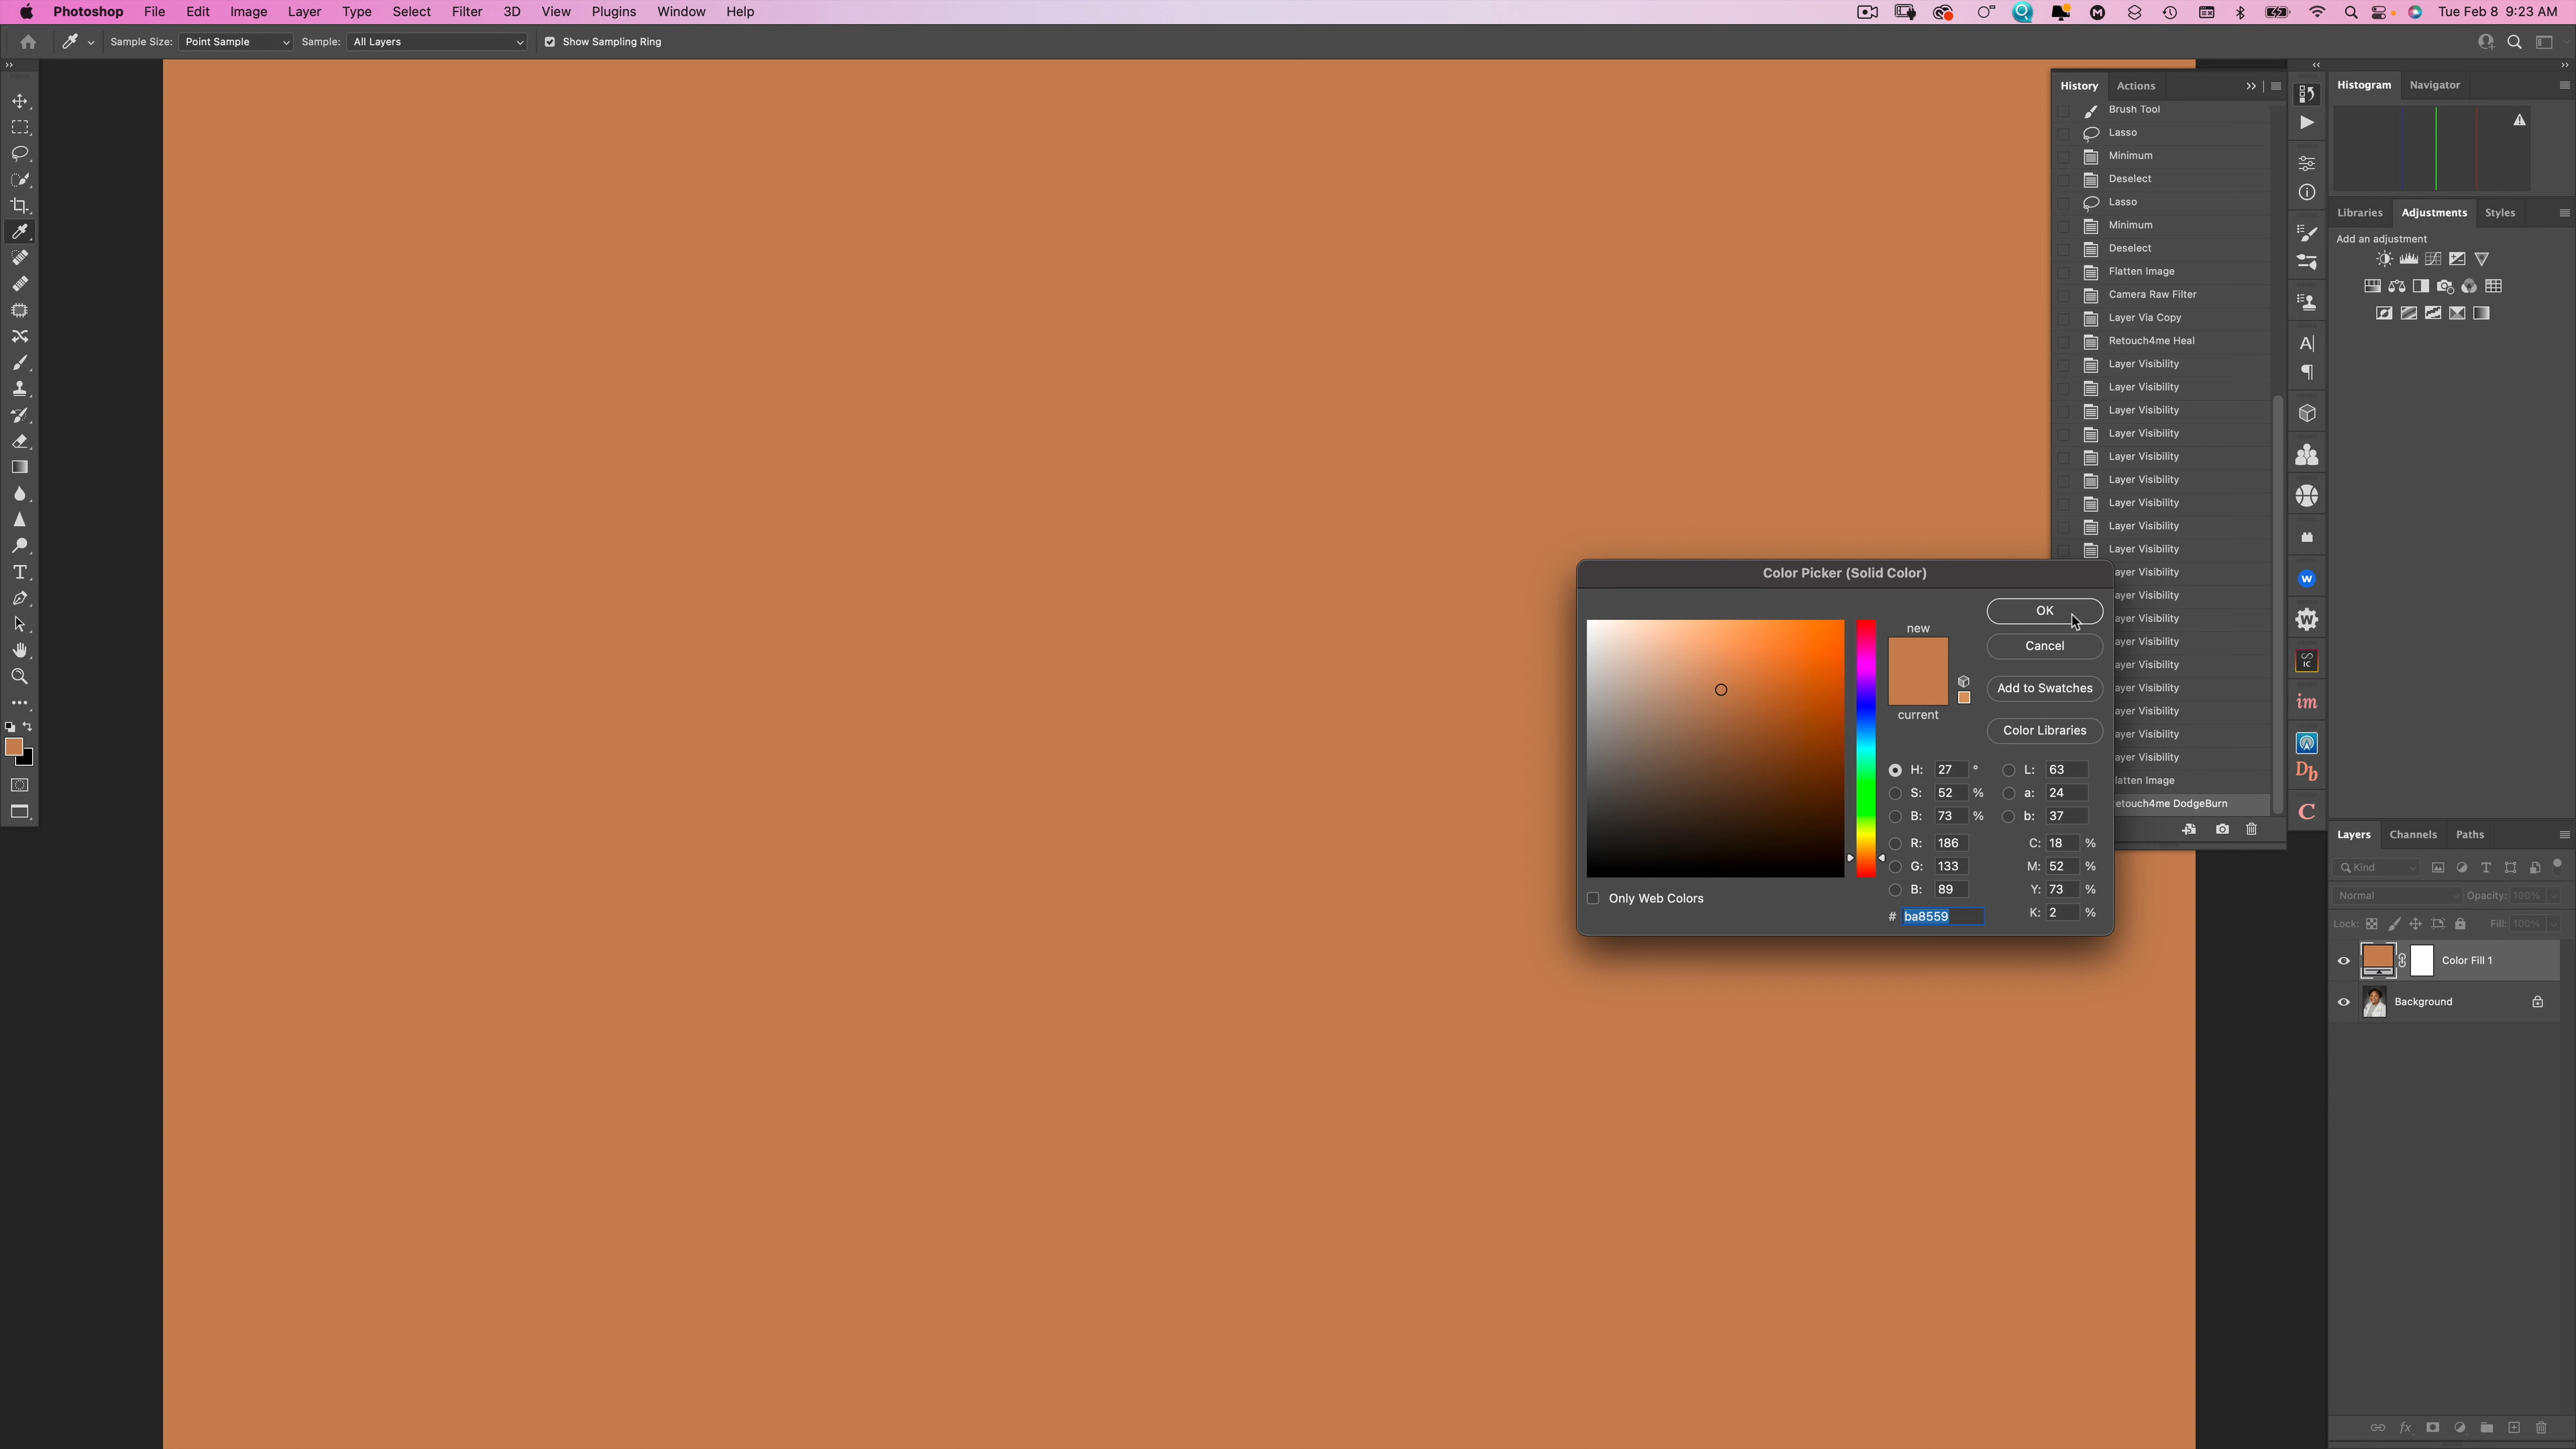 Photoshop File Edit Image Layer Type Select Filter 3D View Plugins Window Help Tue Feb 8 9:23 AM
Sample Size: Point Sample Sample: All Layers Show Sampling Ring
History Actions
Brush Tool
Lasso
Minimum
Deselect
Lasso
Minimum
Deselect
Flatten Image
Camera Raw Filter
Layer Via Copy
Retouch4me Heal
Layer Visibility
Layer Visibility
Layer Visibility
Layer Visibility
Layer Visibility
Layer Visibility
Layer Visibility
Layer Visibility
Layer Visibility
ayer Visibility
ayer Visibility
ayer Visibility
ayer Visibility
ayer Visibility
ayer Visibility
ayer Visibility
ayer Visibility
ayer Visibility
latten Image
etouch4me DodgeBurn
Color Picker (Solid Color)
new
current
OK
Cancel
Add to Swatches
Color Libraries
H: 27 ° L: 63
S: 52 % a: 24
B: 73 % b: 37
R: 186 C: 18 %
G: 133 M: 52 %
B: 89 Y: 73 %
# ba8559 K: 2 %
Only Web Colors
Histogram Navigator
Libraries Adjustments Styles
Add an adjustment
IC
im
Db
C
Layers Channels Paths
Kind
Normal Opacity: 100%
Lock: Fill: 100%
Color Fill 1
Background
fx